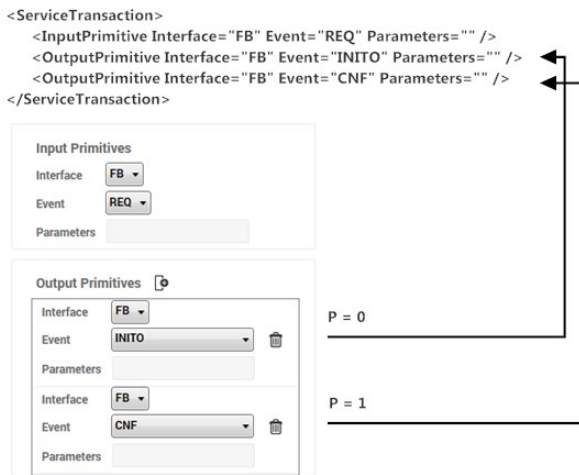 <ServiceTransaction>
<InputPrimitive Interface="FB" Event="REQ" Parameters="" />
<OutputPrimitive Interface="FB" Event="INITO" Parameters="" />
<OutputPrimitive Interface="FB" Event="CNF" Parameters="" />
</ServiceTransaction>
Input Primitives
Interface FB
Event REQ
Parameters
Output Primitives
Interface FB
P = 0
Event INITO
Parameters
Interface FB
P = 1
Event CNF
Parameters